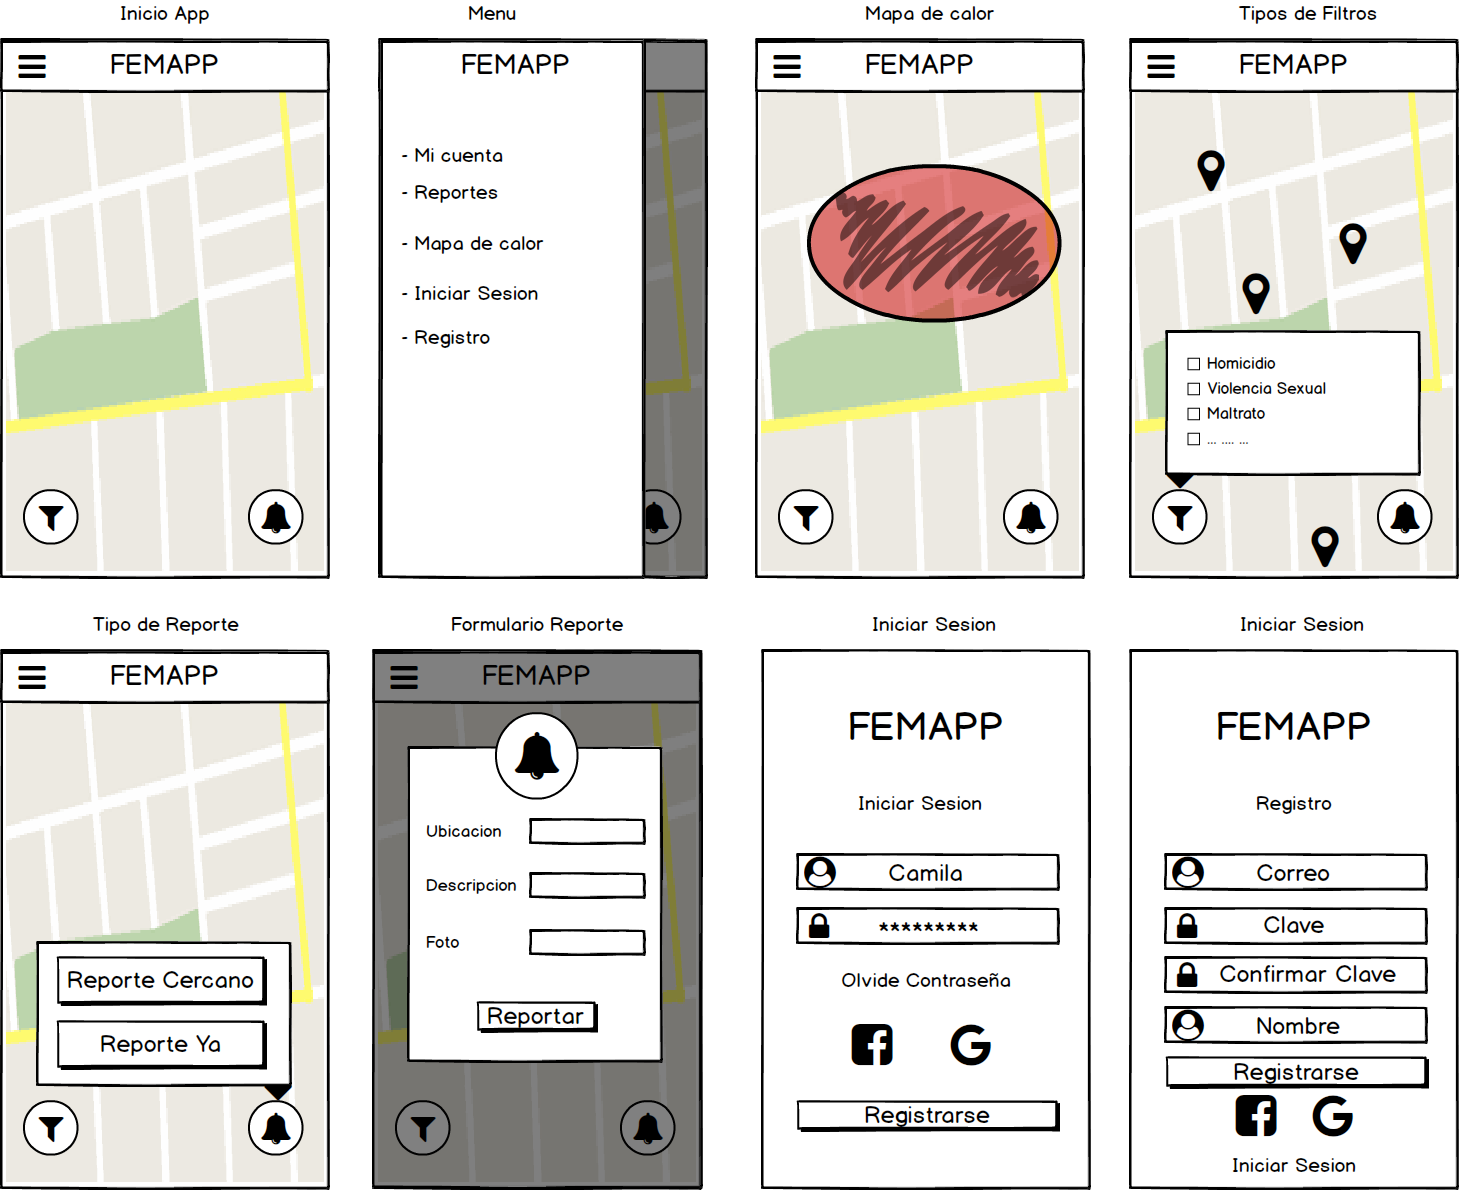 Inicio App
FEMAPP
Menu
FEMAPP
- Mi cuenta
- Reportes
- Mapa de calor
- Iniciar Sesion
- Registro
Mapa de calor
FEMAPP
Tipos de Filtros
FEMAPP
Homicidio
Violencia Sexual
Maltrato
... .... ...
Tipo de Reporte
FEMAPP
Reporte Cercano
Reporte Ya
Formulario Reporte
FEMAPP
Ubicacion
Descripcion
Foto
Reportar
Iniciar Sesion
FEMAPP
Iniciar Sesion
Camila
*********
Olvide Contraseña
Registrarse
Iniciar Sesion
FEMAPP
Registro
Correo
Clave
Confirmar Clave
Nombre
Registrarse
Iniciar Sesion